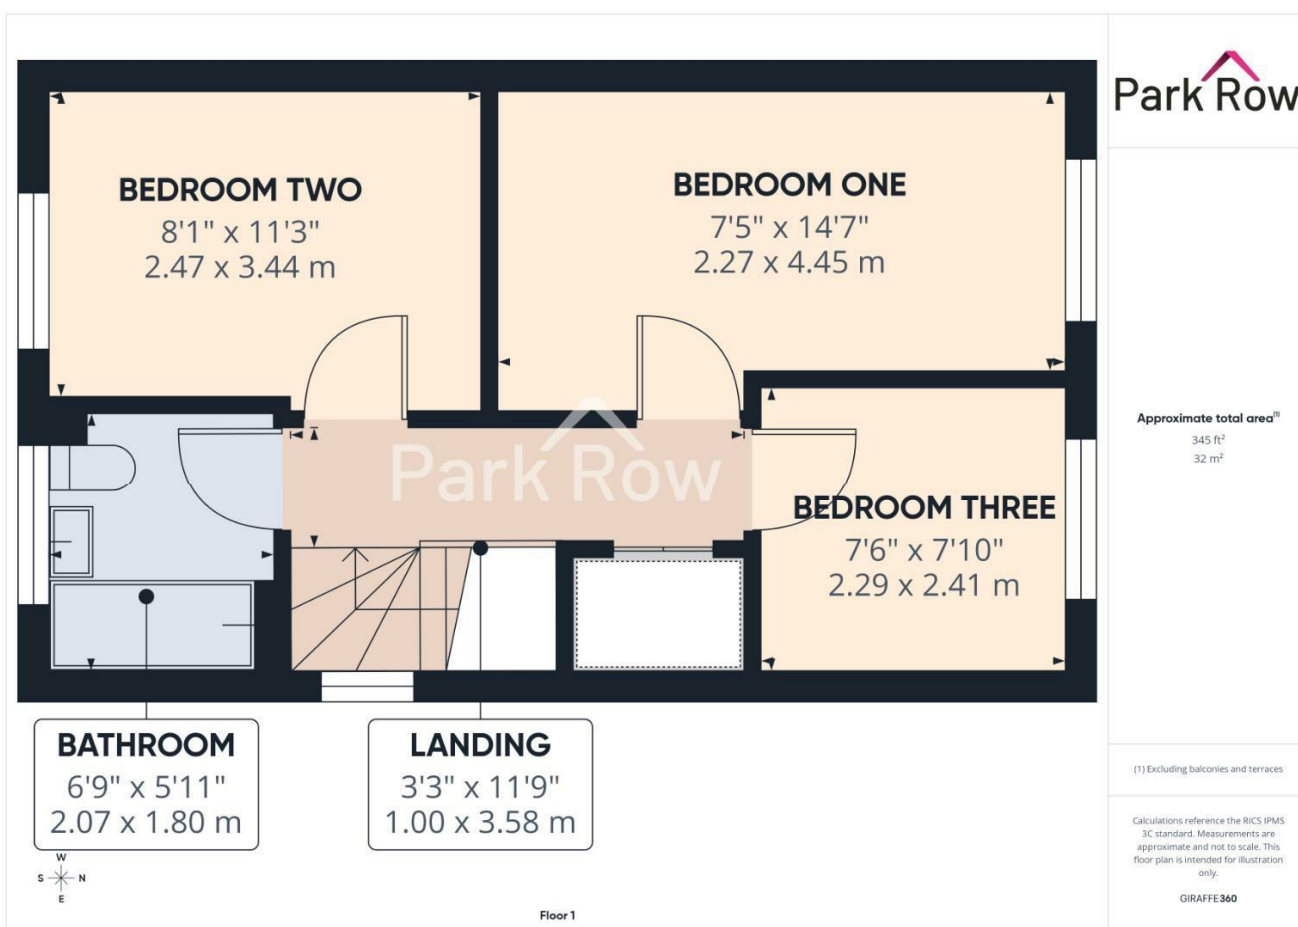 Park Row
BEDROOM TWO
8'1" x 11'3"
2.47 x 3.44 m
BEDROOM ONE
7'5" x 14'7"
2.27 x 4.45 m
Park Row
BEDROOM THREE
7'6" x 7'10"
2.29 x 2.41 m
BATHROOM
6'9" x 5'11"
2.07 x 1.80 m
LANDING
3'3" x 11'9"
1.00 x 3.58 m
W
S N
E
Floor 1
Approximate total area(1)
345 ft²
32 m²
(1) Excluding balconies and terraces
Calculations reference the RICS IPMS
3C standard. Measurements are
approximate and not to scale. This
floor plan is intended for illustration
only.
GIRAFFE360